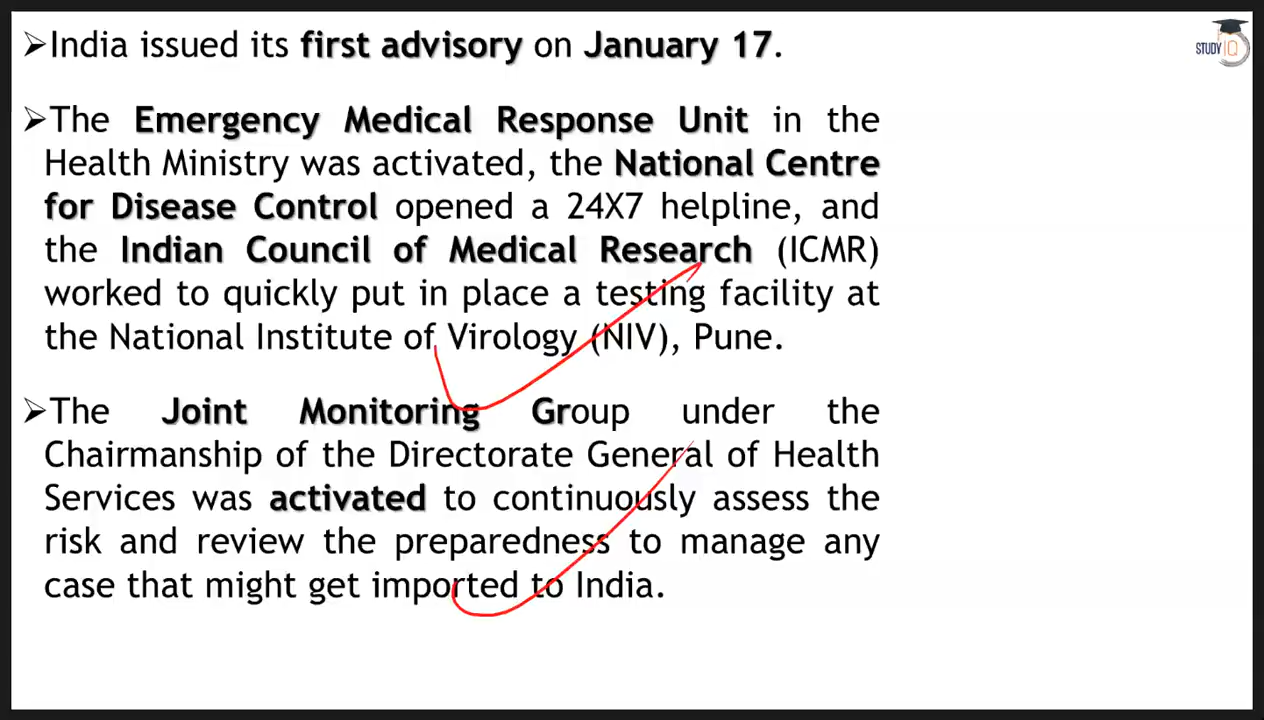 ➢India issued its first advisory on January 17.
STUDY IQ
➢The Emergency Medical Response Unit in the
Health Ministry was activated, the National Centre
for Disease Control opened a 24X7 helpline, and
the Indian Council of Medical Research (ICMR)
worked to quickly put in place a testing facility at
the National Institute of Virology (NIV), Pune.
➢The Joint Monitoring Group under the
Chairmanship of the Directorate General of Health
Services was activated to continuously assess the
risk and review the preparedness to manage any
case that might get imported to India.